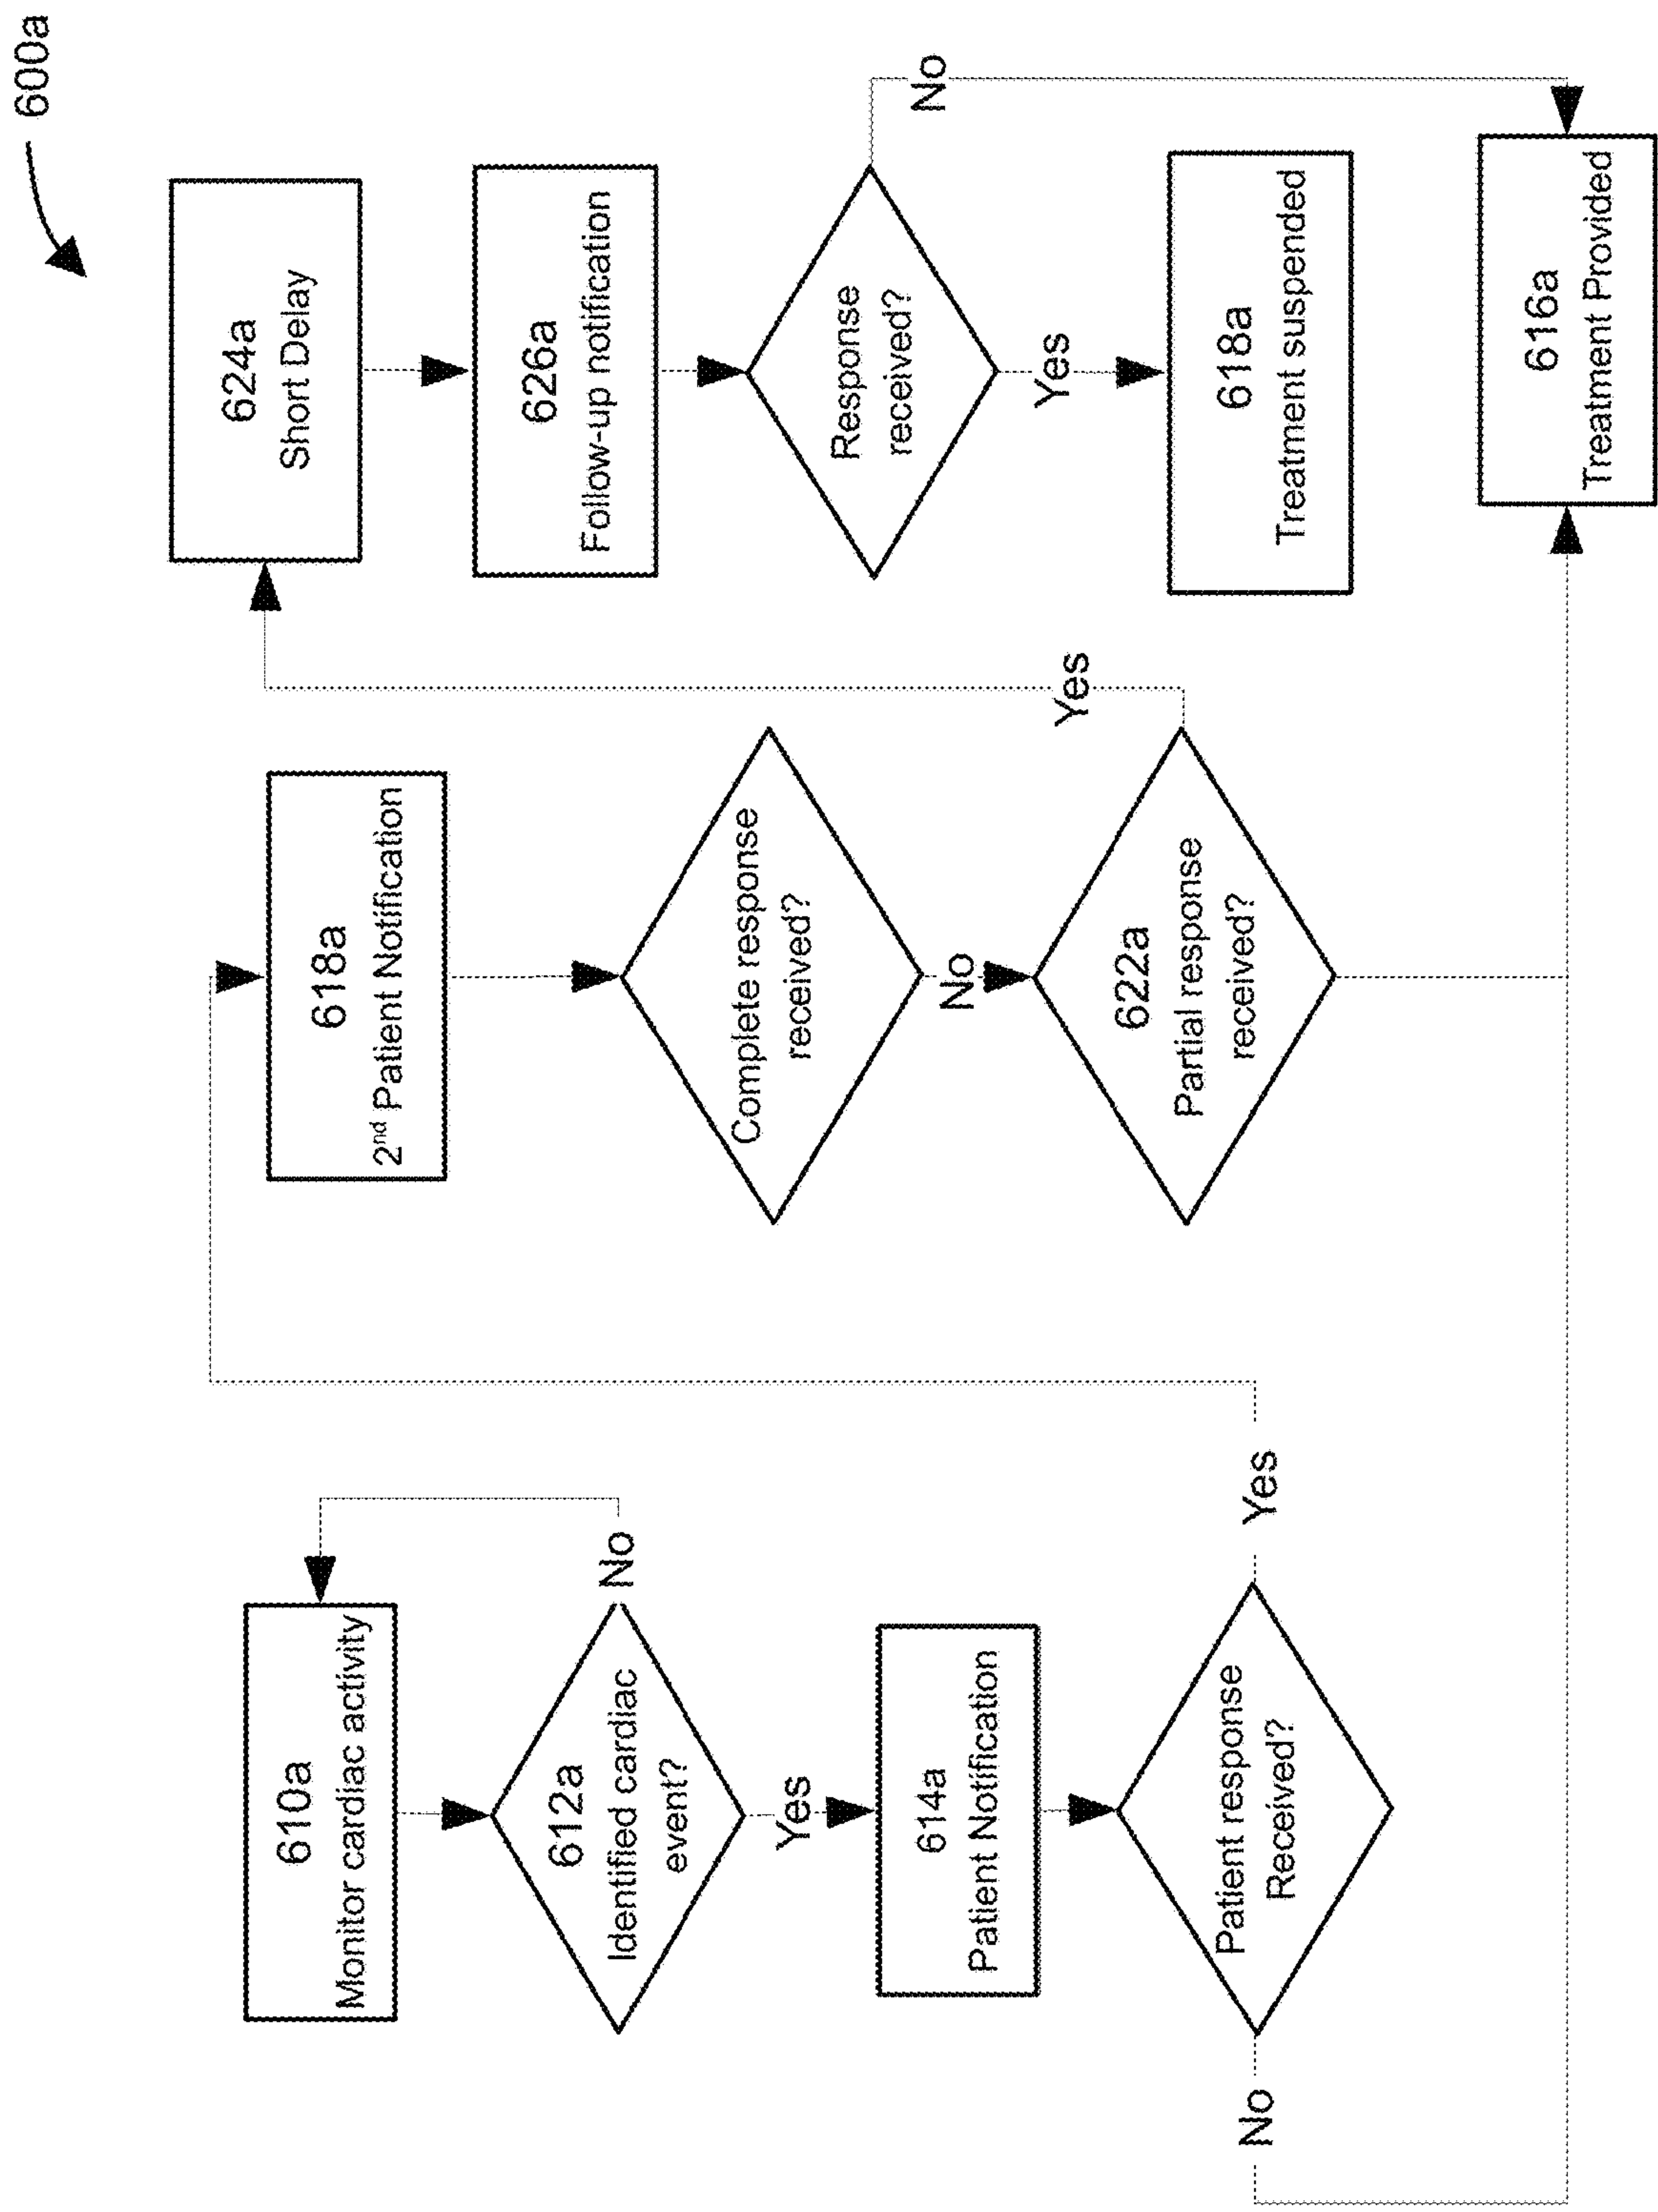 600a
610a
Monitor cardiac activity
612a
Identified cardiac
event?
No
Yes
614a
Patient Notification
Patient response
Received?
No
Yes
618a
2nd Patient Notification
Complete response
received?
No
622a
Partial response
received?
Yes
624a
Short Delay
626a
Follow-up notification
Response
received?
No
Yes
618a
Treatment suspended
616a
Treatment Provided